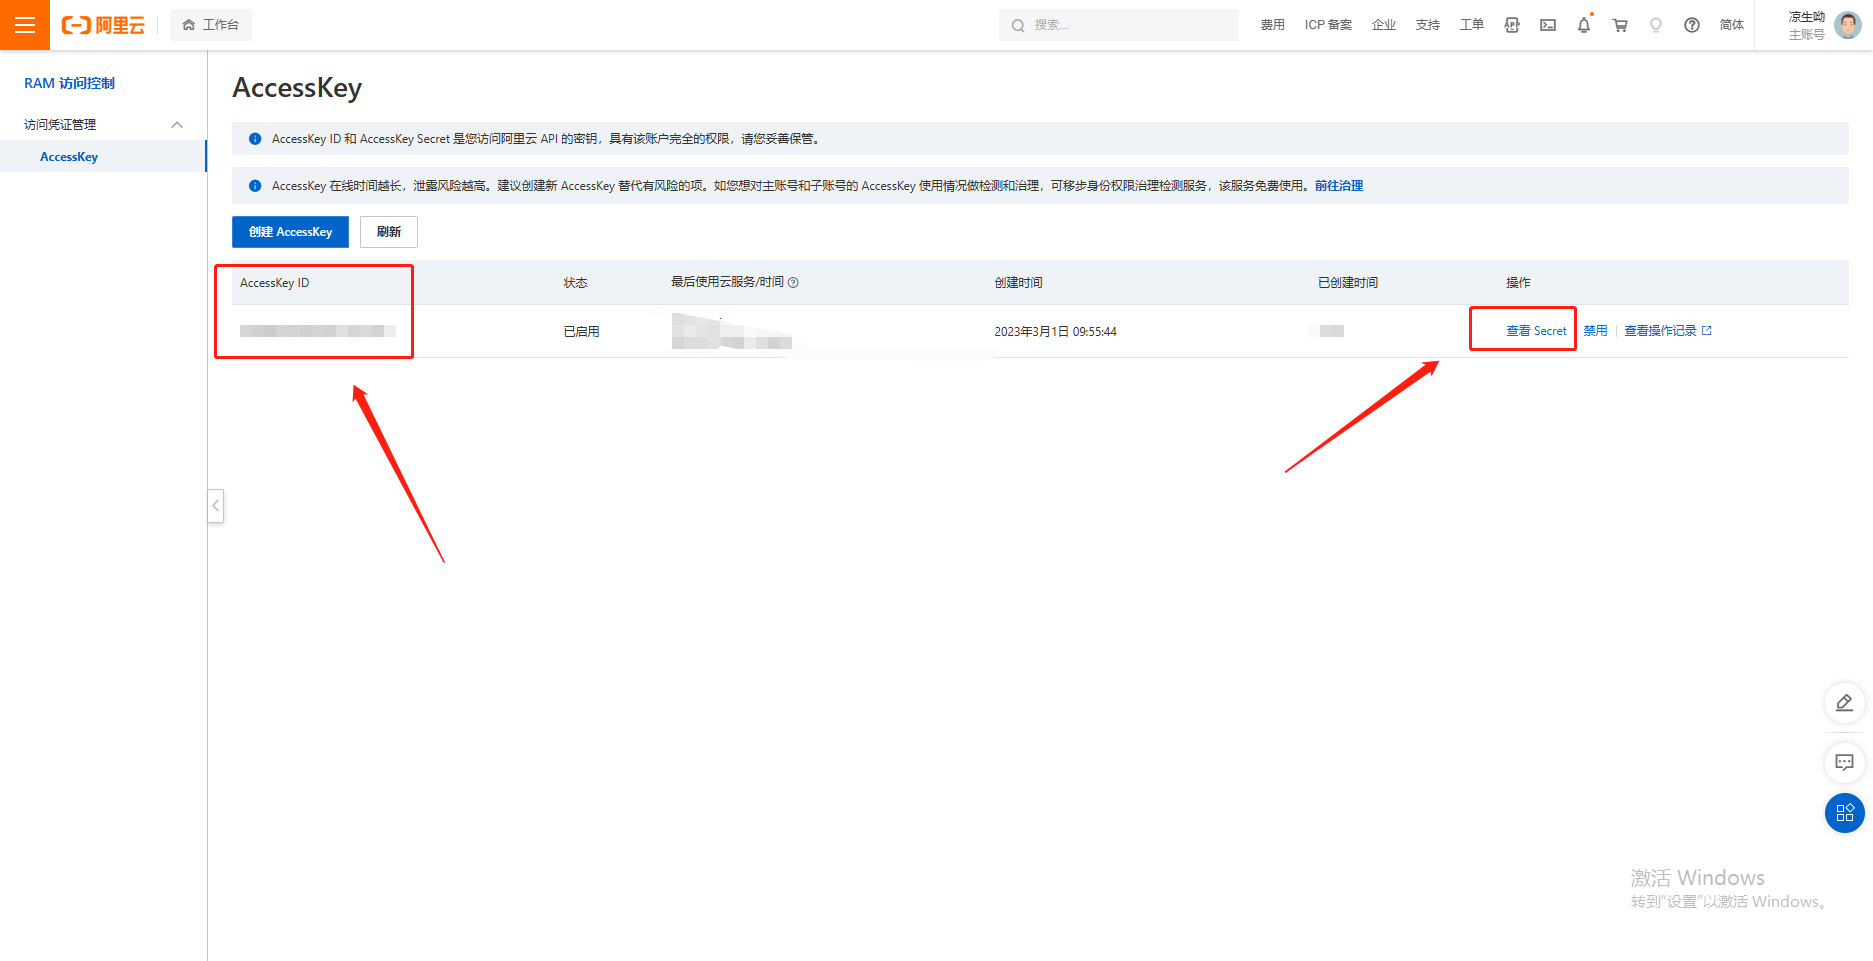 阿里云
工作台
搜索...
费用
ICP 备案
企业
支持
工单
简体
凉生呦
主账号
RAM 访问控制
访问凭证管理
AccessKey
AccessKey
AccessKey ID 和 AccessKey Secret 是您访问阿里云 API 的密钥，具有该账户完全的权限，请您妥善保管。
AccessKey 在线时间越长，泄露风险越高。建议创建新 AccessKey 替代有风险的项。如您想对主账号和子账号的 AccessKey 使用情况做检测和治理，可移步身份权限治理检测服务，该服务免费使用。前往治理
创建 AccessKey
刷新
AccessKey ID
状态
最后使用云服务/时间
创建时间
已创建时间
操作
已启用
2023年3月1日 09:55:44
查看 Secret
禁用
查看操作记录
激活 Windows
转到“设置”以激活 Windows。